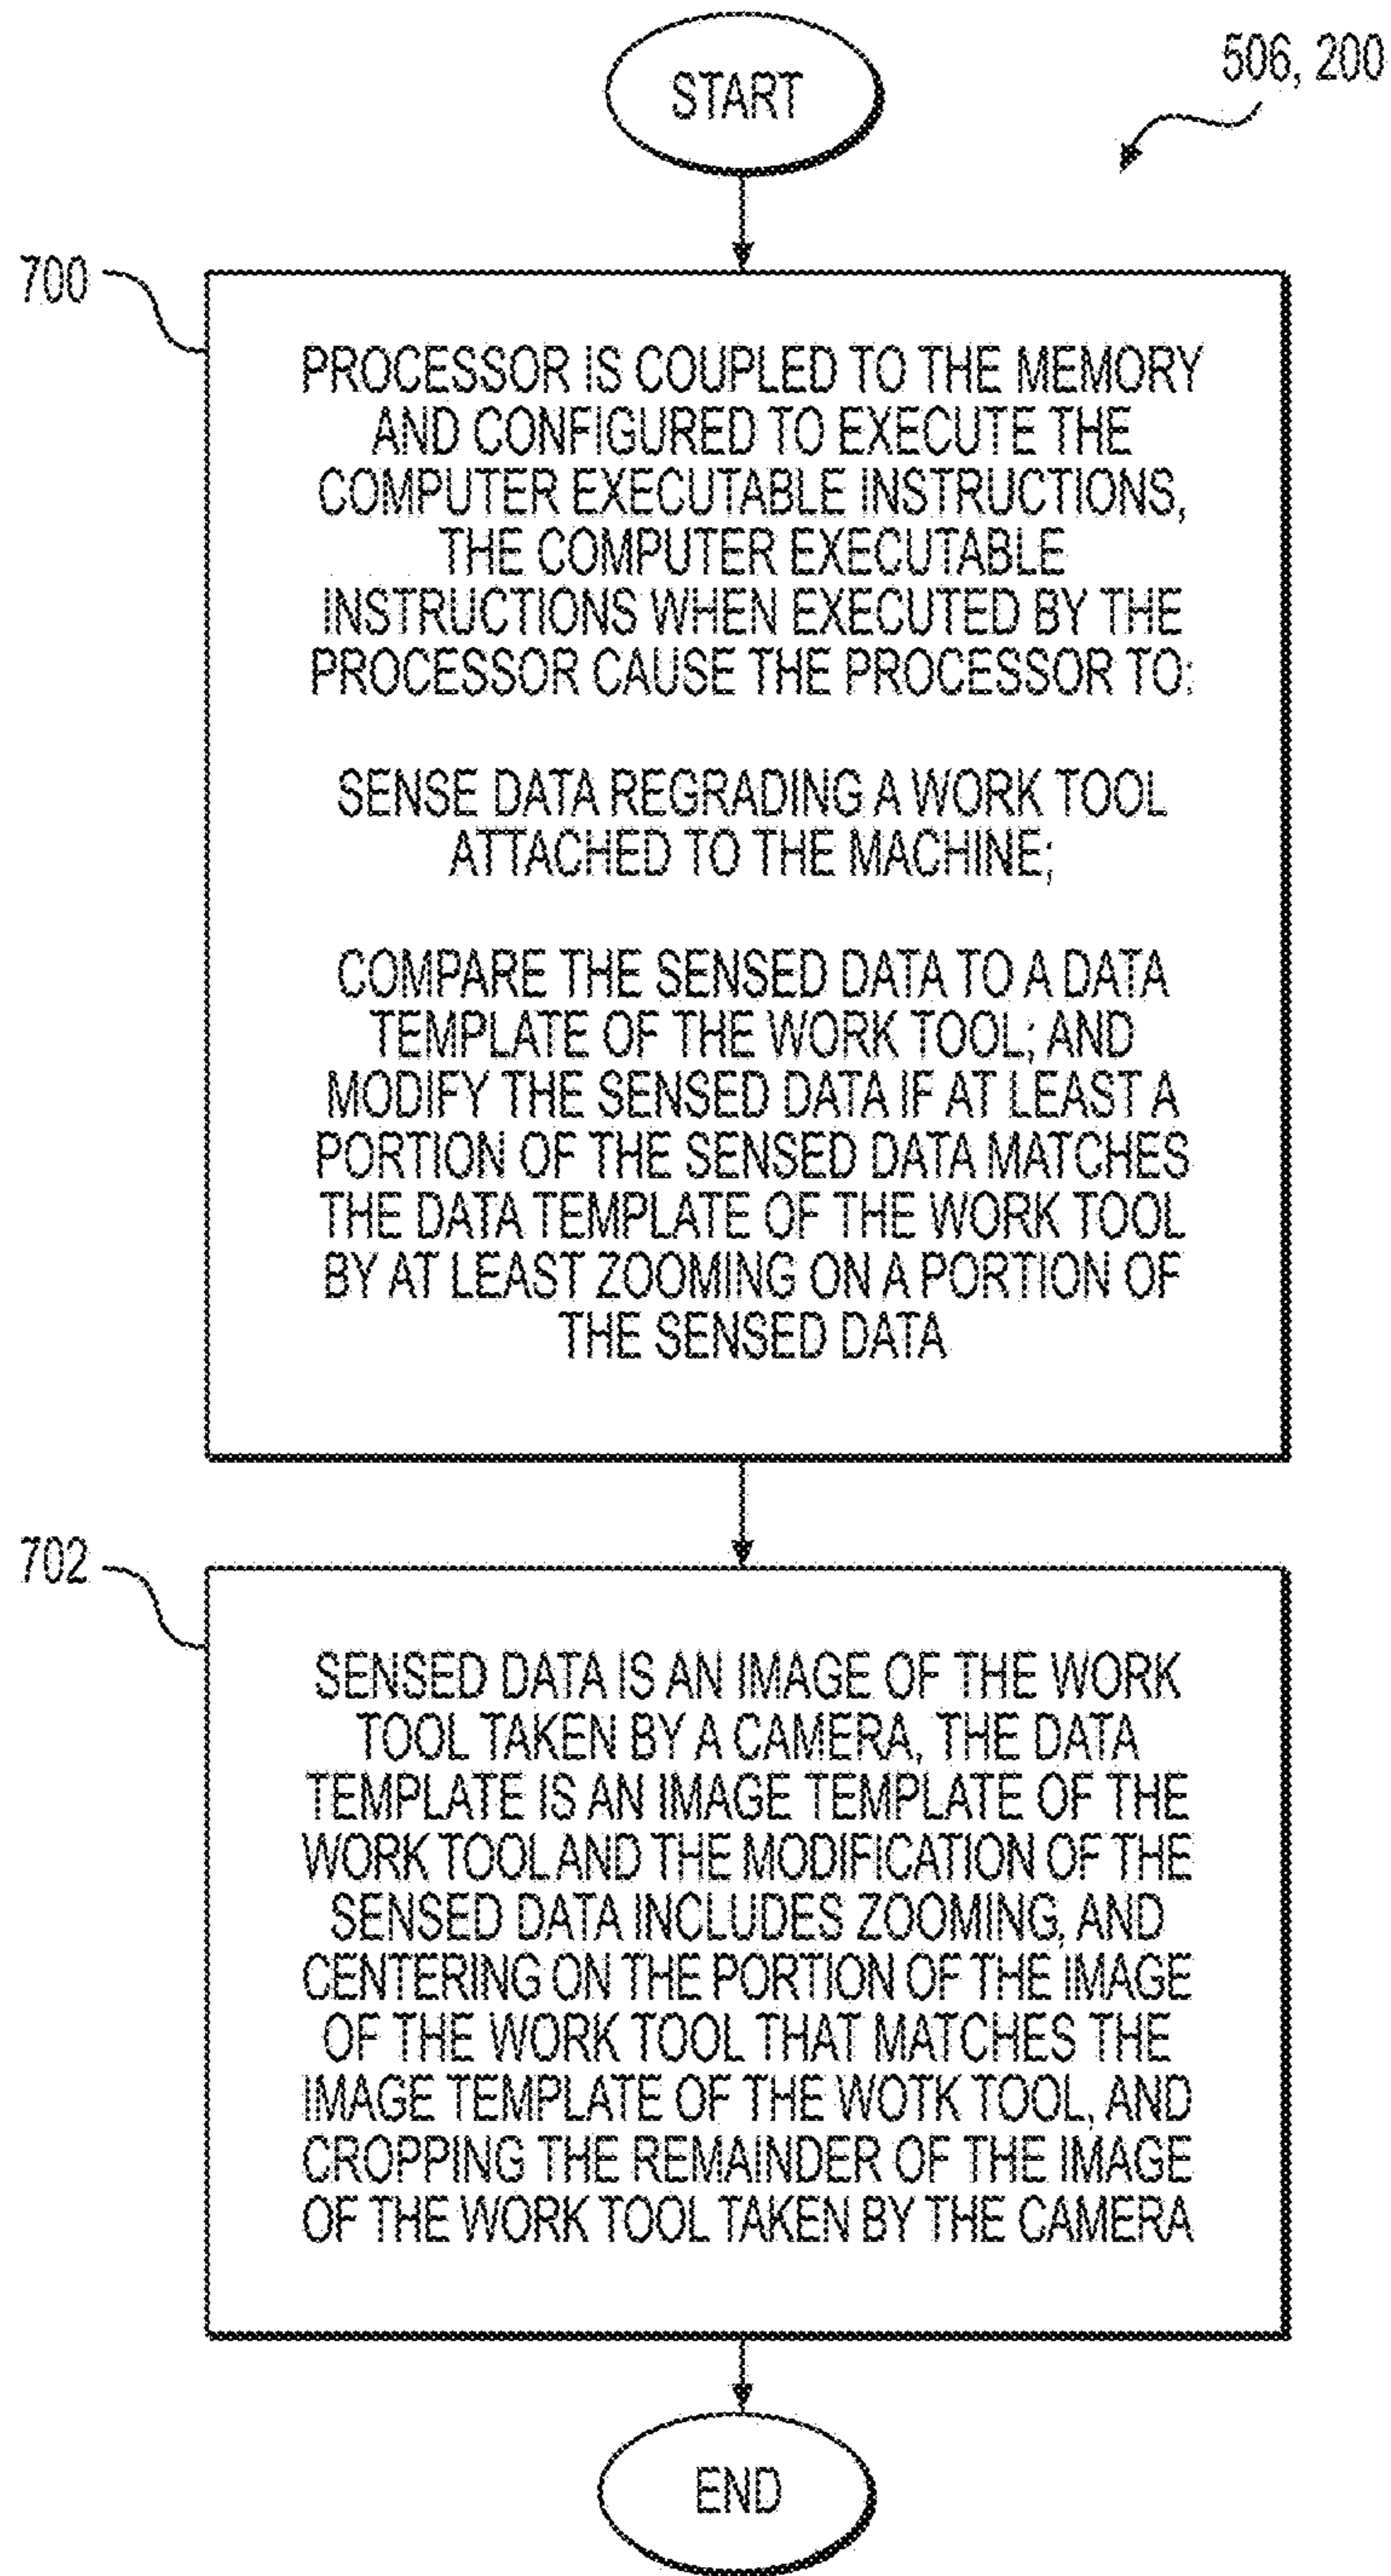 START
506, 200
700
PROCESSOR IS COUPLED TO THE MEMORY
AND CONFIGURED TO EXECUTE THE
COMPUTER EXECUTABLE INSTRUCTIONS,
THE COMPUTER EXECUTABLE
INSTRUCTIONS WHEN EXECUTED BY THE
PROCESSOR CAUSE THE PROCESSOR TO:
SENSE DATA REGRADING A WORK TOOL
ATTACHED TO THE MACHINE;
COMPARE THE SENSED DATA TO A DATA
TEMPLATE OF THE WORK TOOL; AND
MODIFY THE SENSED DATA IF AT LEAST A
PORTION OF THE SENSED DATA MATCHES
THE DATA TEMPLATE OF THE WORK TOOL
BY AT LEAST ZOOMING ON A PORTION OF
THE SENSED DATA
702
SENSED DATA IS AN IMAGE OF THE WORK
TOOL TAKEN BY A CAMERA, THE DATA
TEMPLATE IS AN IMAGE TEMPLATE OF THE
WORK TOOL AND THE MODIFICATION OF THE
SENSED DATA INCLUDES ZOOMING, AND
CENTERING ON THE PORTION OF THE IMAGE
OF THE WORK TOOL THAT MATCHES THE
IMAGE TEMPLATE OF THE WOTK TOOL, AND
CROPPING THE REMAINDER OF THE IMAGE
OF THE WORK TOOL TAKEN BY THE CAMERA
END